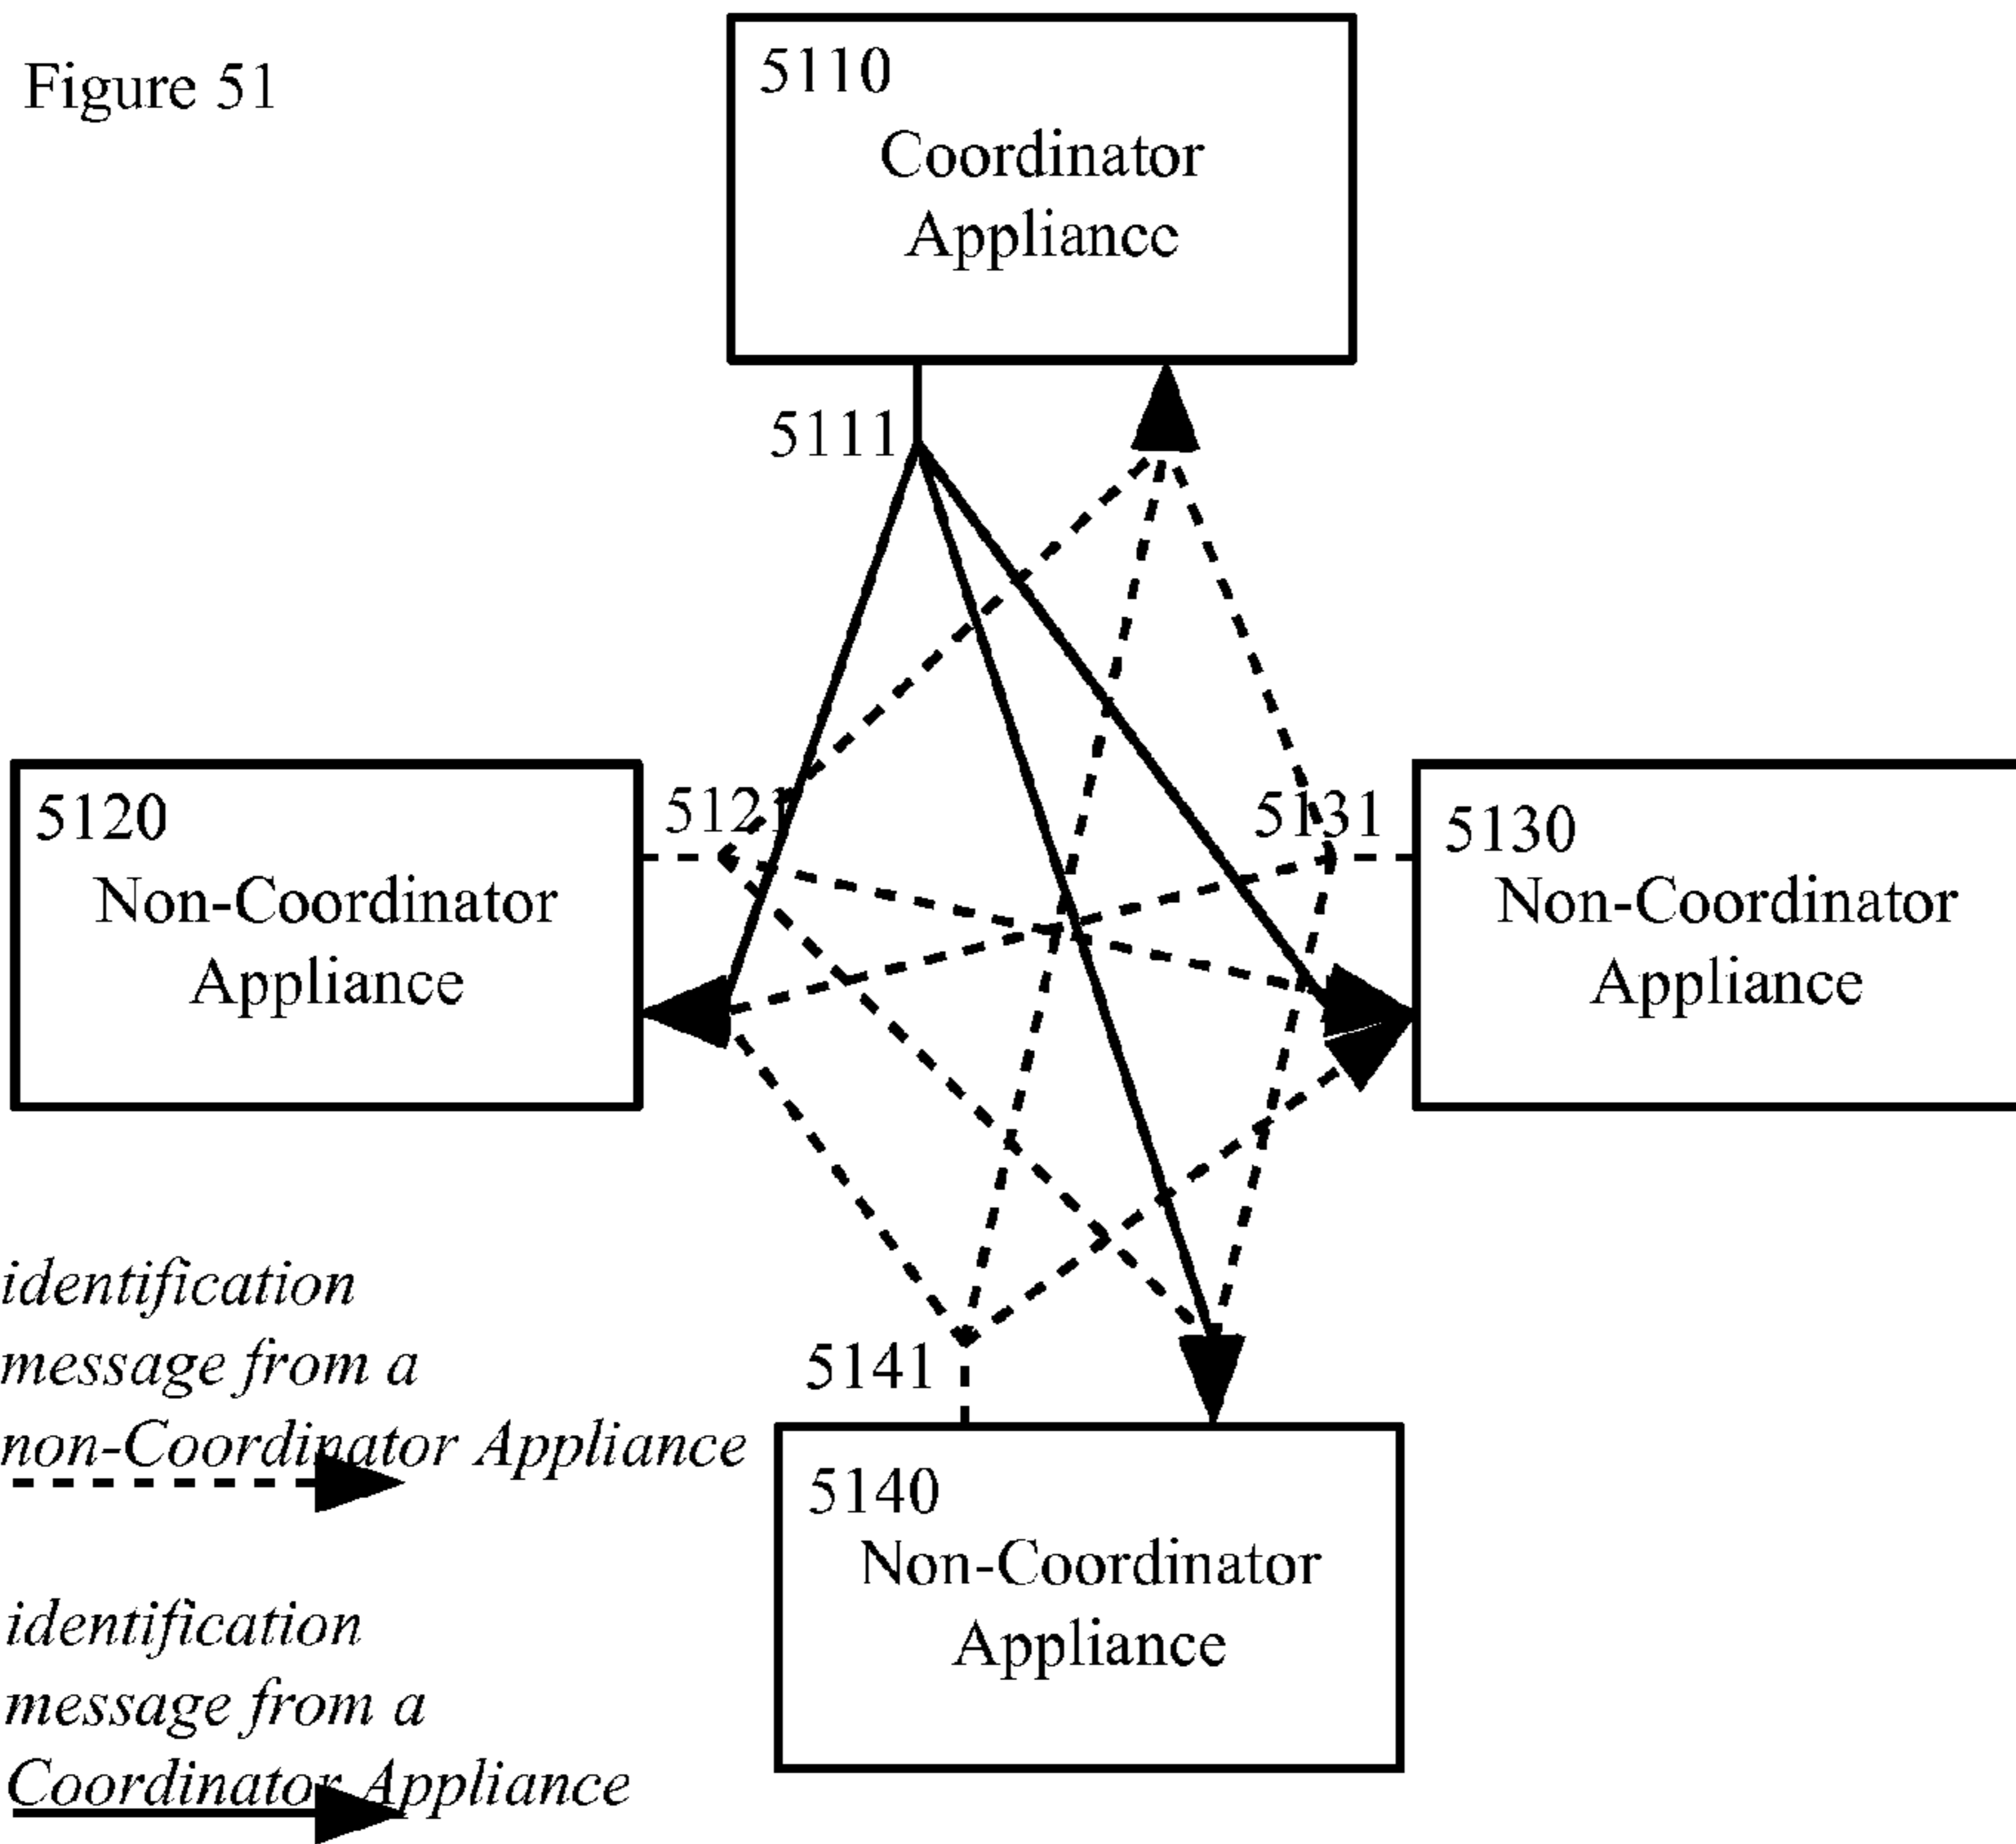 Figure 51
5110
Coordinator
Appliance
5111
5120
Non-Coordinator
Appliance
5121
5131
5130
Non-Coordinator
Appliance
identification
message from a
non-Coordinator Appliance
5141
5140
Non-Coordinator
Appliance
identification
message from a
Coordinator Appliance